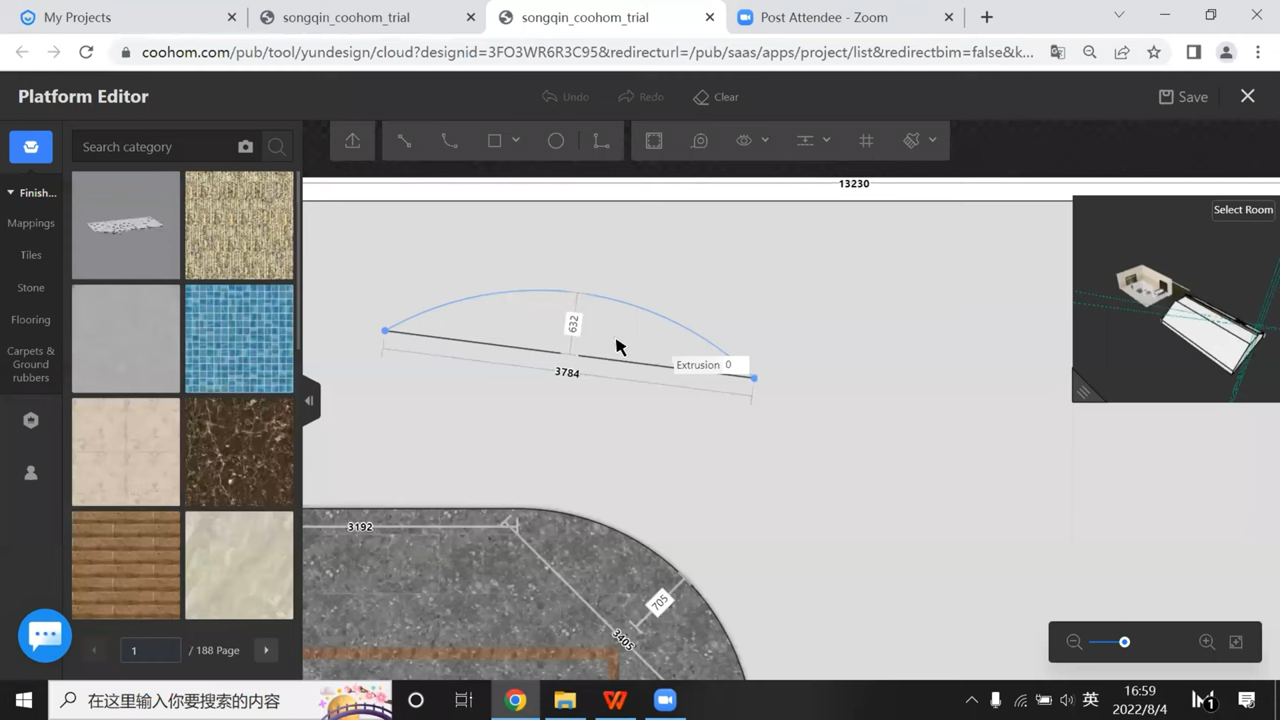 My Projects
songqin_coohom_trial
songqin_coohom_trial
Post Attendee - Zoom
coohom.com/pub/tool/yundesign/cloud?designid=3FO3WR6R3C95&redirecturl=/pub/saas/apps/project/list&redirectbim=false&k...
Platform Editor
Undo
Redo
Clear
Save
Search category
Finish...
Mappings
Tiles
Stone
Flooring
Carpets &
Ground
rubbers
13230
Select Room
632
Extrusion 0
3784
3192
705
3405
1 / 188 Page
在这里输入你要搜索的内容
英
16:59
2022/8/4
1